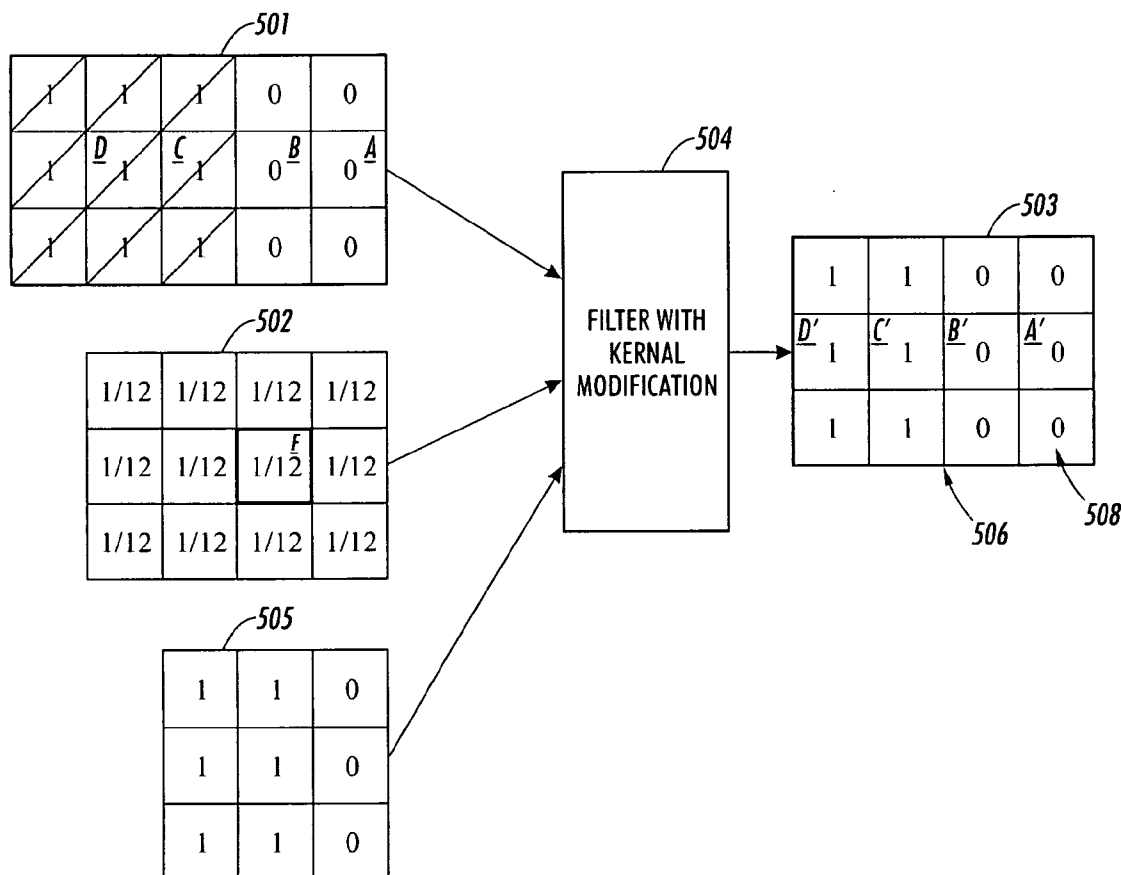 501
1 1 1 0 0
1 D 1 C 1 0 B 0 A
1 1 1 0 0
502
1/12 1/12 1/12 1/12
1/12 1/12 1/12 F 1/12
1/12 1/12 1/12 1/12
505
1 1 0
1 1 0
1 1 0
504
FILTER WITH
KERNAL
MODIFICATION
503
1 1 0 0
D' 1 C' 1 B' 0 A' 0
1 1 0 0
506
508